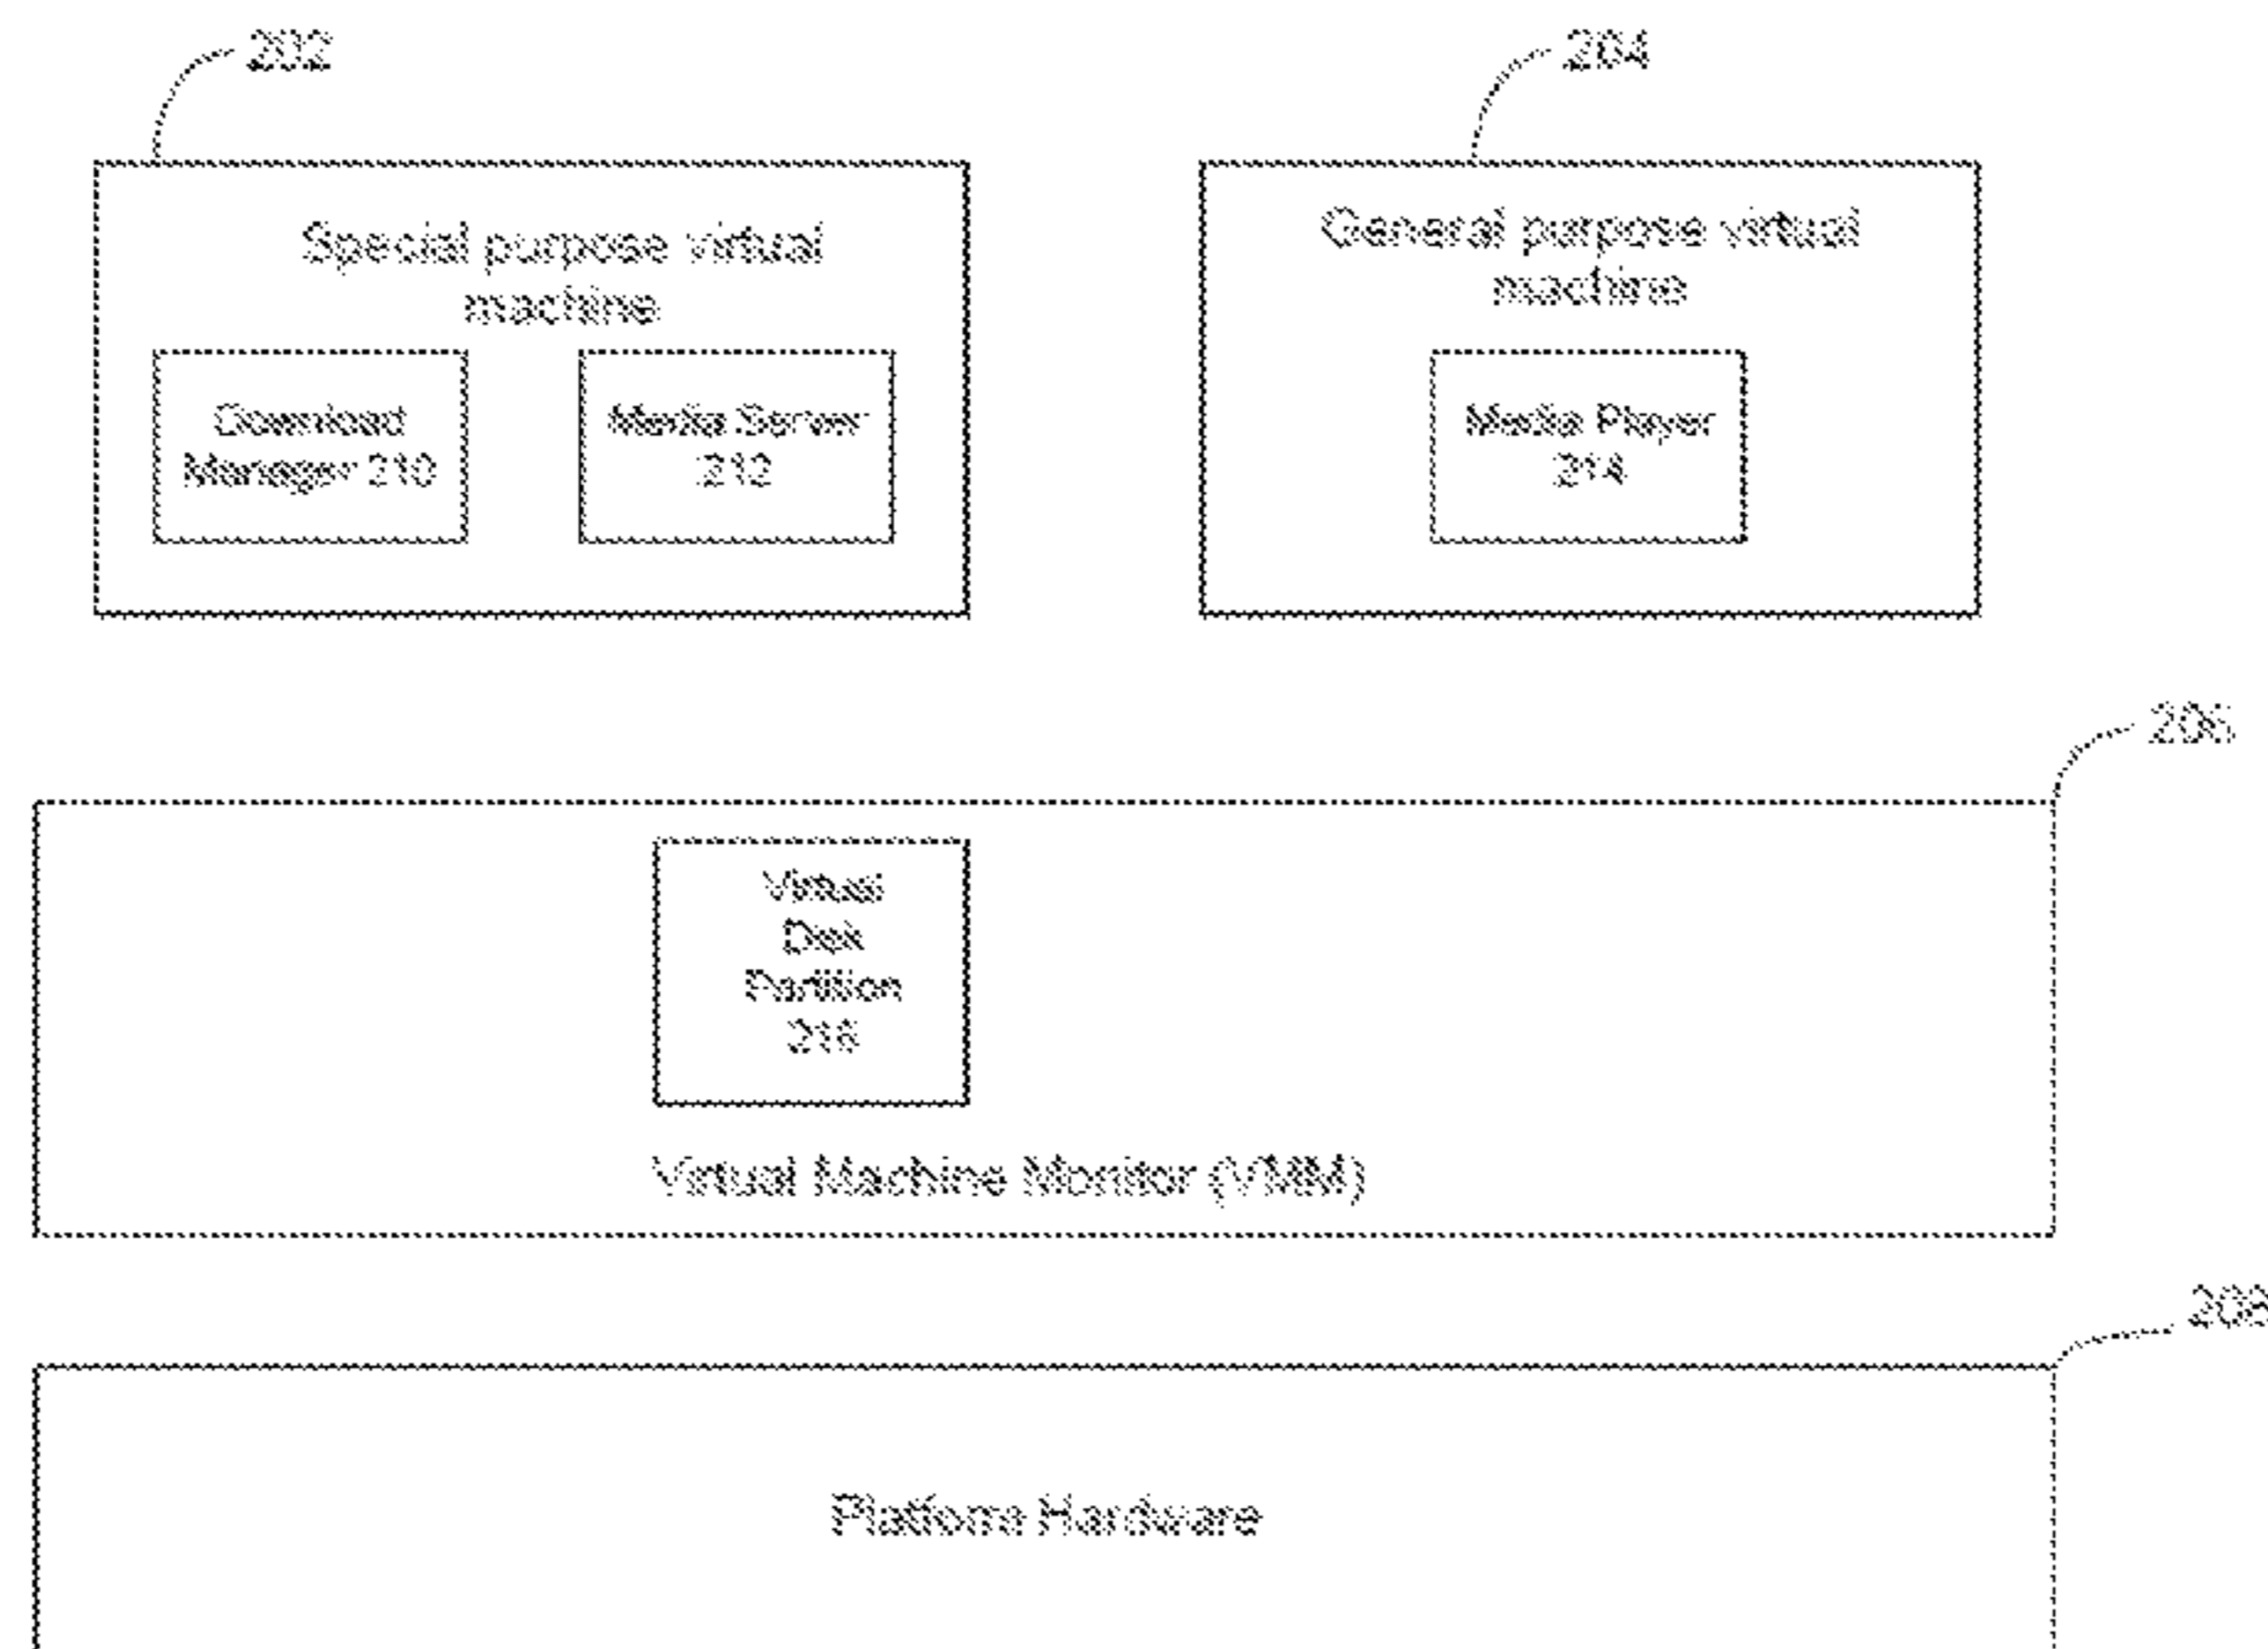 202
204
Special purpose virtual
machine
General purpose virtual
machine
Download
Manager 210
Media Server
212
Media Player
214
206
Virtual
Disk
Partition
216
Virtual Machine Monitor (VMM)
208
Platform Hardware